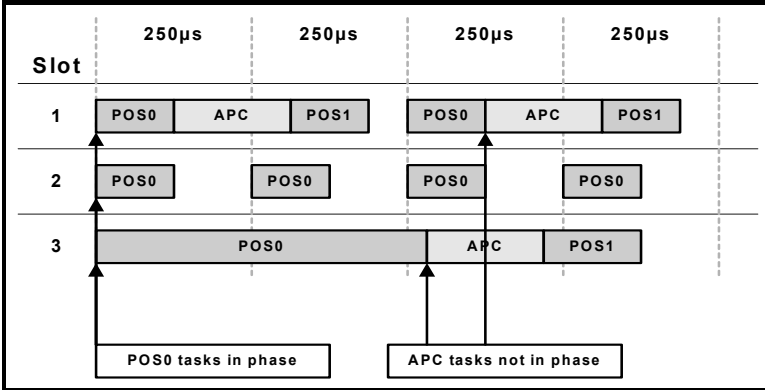 250µs 250µs 250µs 250µs
Slot
1 POS0 APC POS1 POS0 APC POS1
2 POS0 POS0 POS0 POS0
3 POS0 APC POS1
POS0 tasks in phase APC tasks not in phase